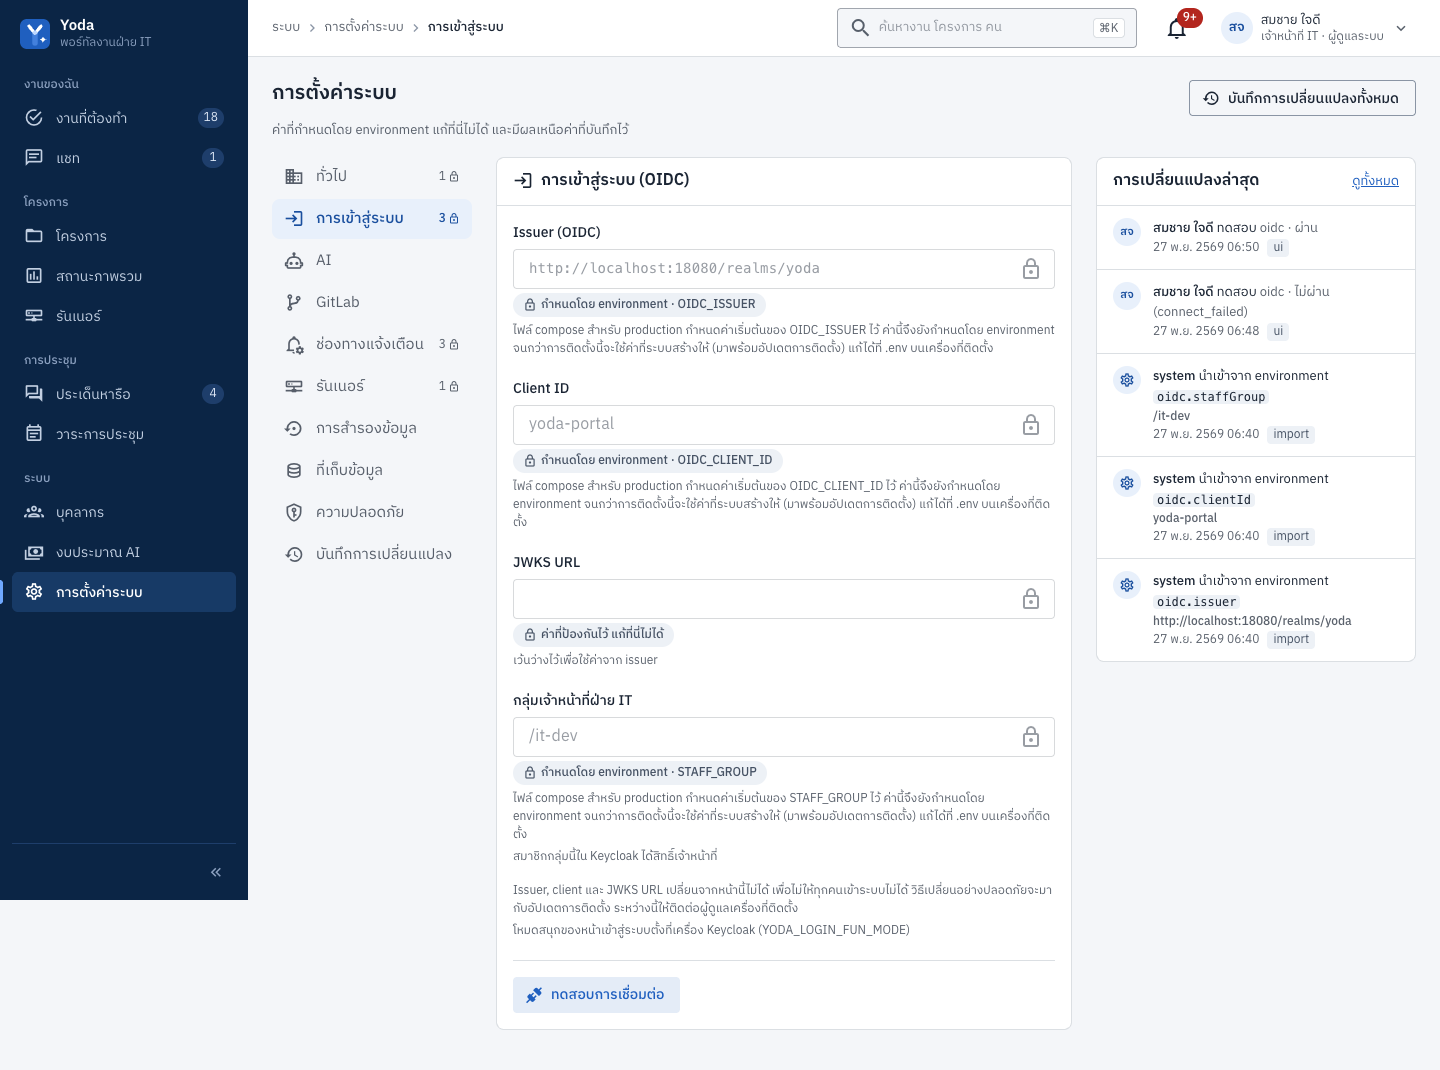 Yoda
พอร์ทัลงานฝ่าย IT
งานของฉัน
งานที่ต้องทำ 18
แชท 1
โครงการ
โครงการ
สถานะภาพรวม
รันเนอร์
การประชุม
ประเด็นหารือ 4
วาระการประชุม
ระบบ
บุคลากร
งบประมาณ AI
การตั้งค่าระบบ
ระบบ > การตั้งค่าระบบ > การเข้าสู่ระบบ
ค้นหางาน โครงการ คน ⌘K
9+
สจ
สมชาย ใจดี
เจ้าหน้าที่ IT · ผู้ดูแลระบบ
การตั้งค่าระบบ
บันทึกการเปลี่ยนแปลงทั้งหมด
ค่าที่กำหนดโดย environment แก้ที่นี่ไม่ได้ และมีผลเหนือค่าที่บันทึกไว้
ทั่วไป 1
การเข้าสู่ระบบ 3
AI
GitLab
ช่องทางแจ้งเตือน 3
รันเนอร์ 1
การสำรองข้อมูล
ที่เก็บข้อมูล
ความปลอดภัย
บันทึกการเปลี่ยนแปลง
การเข้าสู่ระบบ (OIDC)
Issuer (OIDC)
http://localhost:18080/realms/yoda
กำหนดโดย environment · OIDC_ISSUER
ไฟล์ compose สำหรับ production กำหนดค่าเริ่มต้นของ OIDC_ISSUER ไว้ ค่านี้จึงยังกำหนดโดย environment
จนกว่าการติดตั้งนี้จะใช้ค่าที่ระบบสร้างให้ (มาพร้อมอัปเดตการติดตั้ง) แก้ได้ที่ .env บนเครื่องที่ติดตั้ง
Client ID
yoda-portal
กำหนดโดย environment · OIDC_CLIENT_ID
ไฟล์ compose สำหรับ production กำหนดค่าเริ่มต้นของ OIDC_CLIENT_ID ไว้ ค่านี้จึงยังกำหนดโดย
environment จนกว่าการติดตั้งนี้จะใช้ค่าที่ระบบสร้างให้ (มาพร้อมอัปเดตการติดตั้ง) แก้ได้ที่ .env บนเครื่องที่ติด
ตั้ง
JWKS URL
ค่าที่ป้องกันไว้ แก้ที่นี่ไม่ได้
เว้นว่างไว้เพื่อใช้ค่าจาก issuer
กลุ่มเจ้าหน้าที่ฝ่าย IT
/it-dev
กำหนดโดย environment · STAFF_GROUP
ไฟล์ compose สำหรับ production กำหนดค่าเริ่มต้นของ STAFF_GROUP ไว้ ค่านี้จึงยังกำหนดโดย
environment จนกว่าการติดตั้งนี้จะใช้ค่าที่ระบบสร้างให้ (มาพร้อมอัปเดตการติดตั้ง) แก้ได้ที่ .env บนเครื่องที่ติด
ตั้ง
สมาชิกกลุ่มนี้ใน Keycloak ได้สิทธิ์เจ้าหน้าที่
Issuer, client และ JWKS URL เปลี่ยนจากหน้านี้ไม่ได้ เพื่อไม่ให้ทุกคนเข้าระบบไม่ได้ วิธีเปลี่ยนอย่างปลอดภัยจะมา
กับอัปเดตการติดตั้ง ระหว่างนี้ให้ติดต่อผู้ดูแลเครื่องที่ติดตั้ง
โหมดสนุกของหน้าเข้าสู่ระบบตั้งที่เครื่อง Keycloak (YODA_LOGIN_FUN_MODE)
ทดสอบการเชื่อมต่อ
การเปลี่ยนแปลงล่าสุด ดูทั้งหมด
สจ สมชาย ใจดี ทดสอบ oidc · ผ่าน
27 พ.ย. 2569 06:50 ui
สจ สมชาย ใจดี ทดสอบ oidc · ไม่ผ่าน
(connect_failed)
27 พ.ย. 2569 06:48 ui
system นำเข้าจาก environment
oidc.staffGroup
/it-dev
27 พ.ย. 2569 06:40 import
system นำเข้าจาก environment
oidc.clientId
yoda-portal
27 พ.ย. 2569 06:40 import
system นำเข้าจาก environment
oidc.issuer
http://localhost:18080/realms/yoda
27 พ.ย. 2569 06:40 import